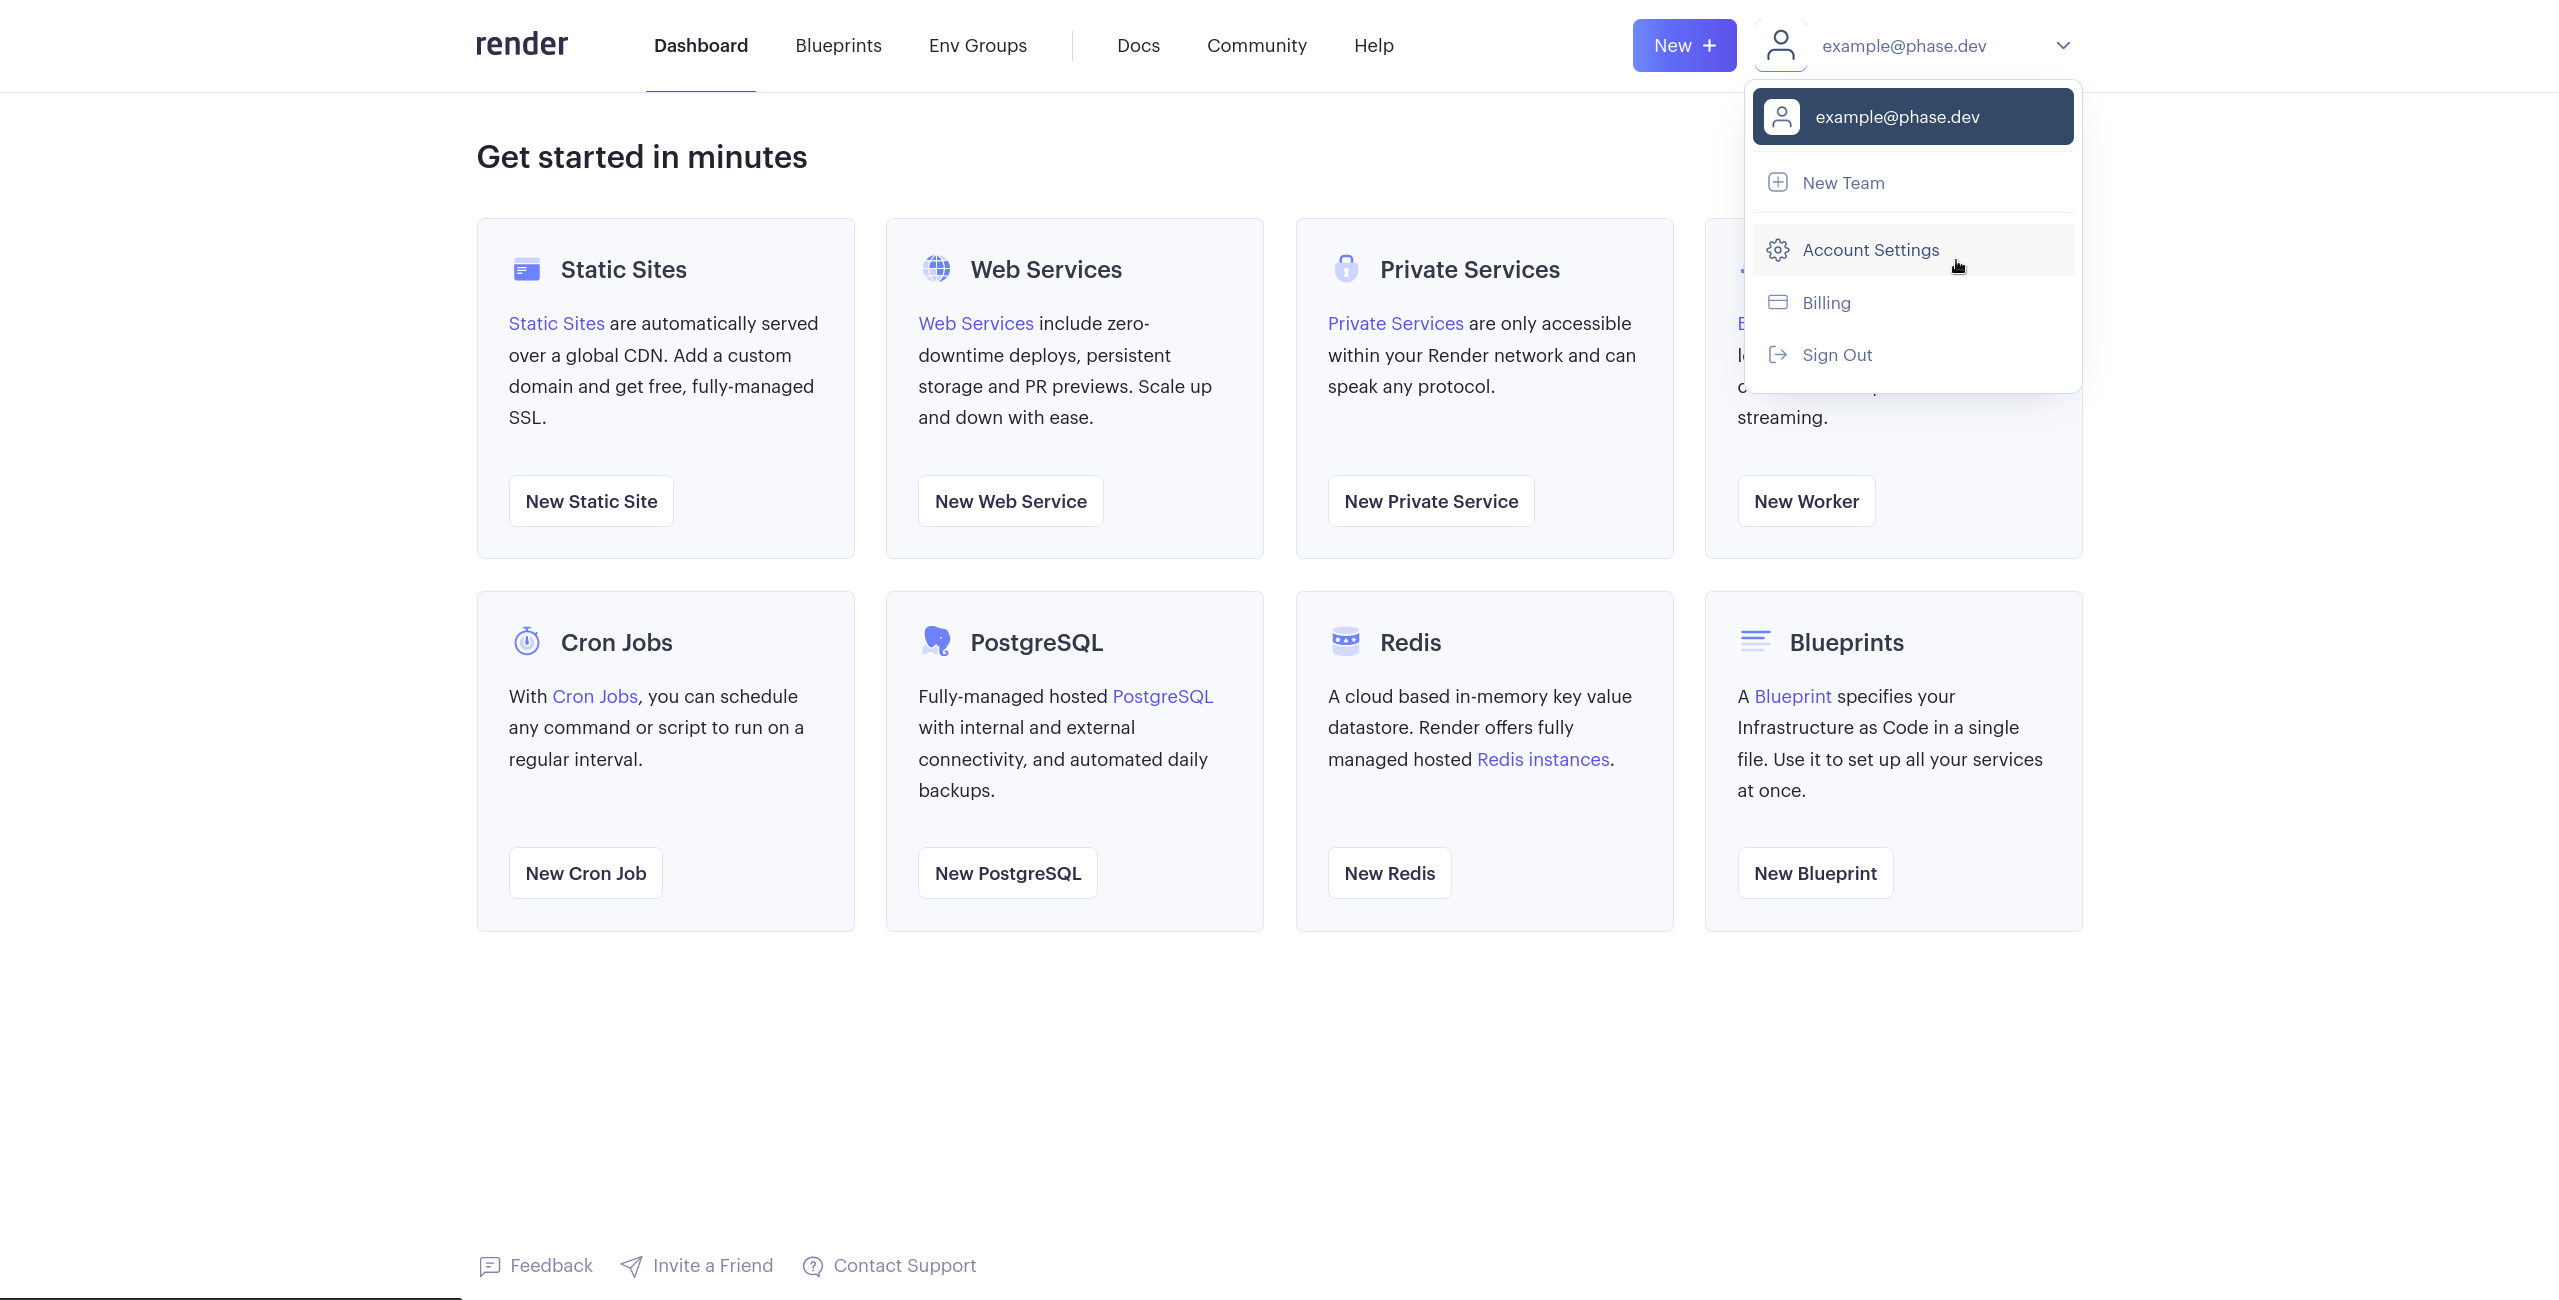 render
Dashboard
Blueprints
Env Groups
Docs
Community
Help
New +
example@phase.dev
example@phase.dev
New Team
Account Settings
Billing
Sign Out
Get started in minutes
Static Sites
Static Sites are automatically served
over a global CDN. Add a custom
domain and get free, fully-managed
SSL.
New Static Site
Web Services
Web Services include zero-
downtime deploys, persistent
storage and PR previews. Scale up
and down with ease.
New Web Service
Private Services
Private Services are only accessible
within your Render network and can
speak any protocol.
New Private Service
streaming.
New Worker
Cron Jobs
With Cron Jobs, you can schedule
any command or script to run on a
regular interval.
New Cron Job
PostgreSQL
Fully-managed hosted PostgreSQL
with internal and external
connectivity, and automated daily
backups.
New PostgreSQL
Redis
A cloud based in-memory key value
datastore. Render offers fully
managed hosted Redis instances.
New Redis
Blueprints
A Blueprint specifies your
Infrastructure as Code in a single
file. Use it to set up all your services
at once.
New Blueprint
Feedback
Invite a Friend
Contact Support